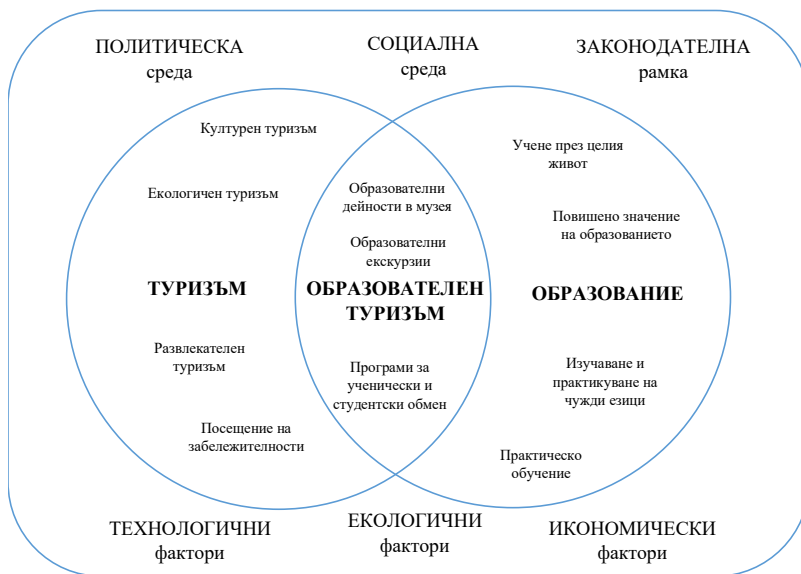 ПОЛИТИЧЕСКА
среда
СОЦИАЛНА
среда
ЗАКОНОДАТЕЛНА
рамка
Културен туризъм
Екологичен туризъм
ТУРИЗЪМ
Развлекателен
туризъм
Посещение на
забележителности
Образователни
дейности в музея
Образователни
екскурзии
ОБРАЗОВАТЕЛЕН
ТУРИЗЪМ
Програми за
ученически и
студентски обмен
Учене през целия
живот
Повишено значение
на образованието
ОБРАЗОВАНИЕ
Изучаване и
практикуване на
чужди езици
Практическо
обучение
ТЕХНОЛОГИЧНИ
фактори
ЕКОЛОГИЧНИ
фактори
ИКОНОМИЧЕСКИ
фактори